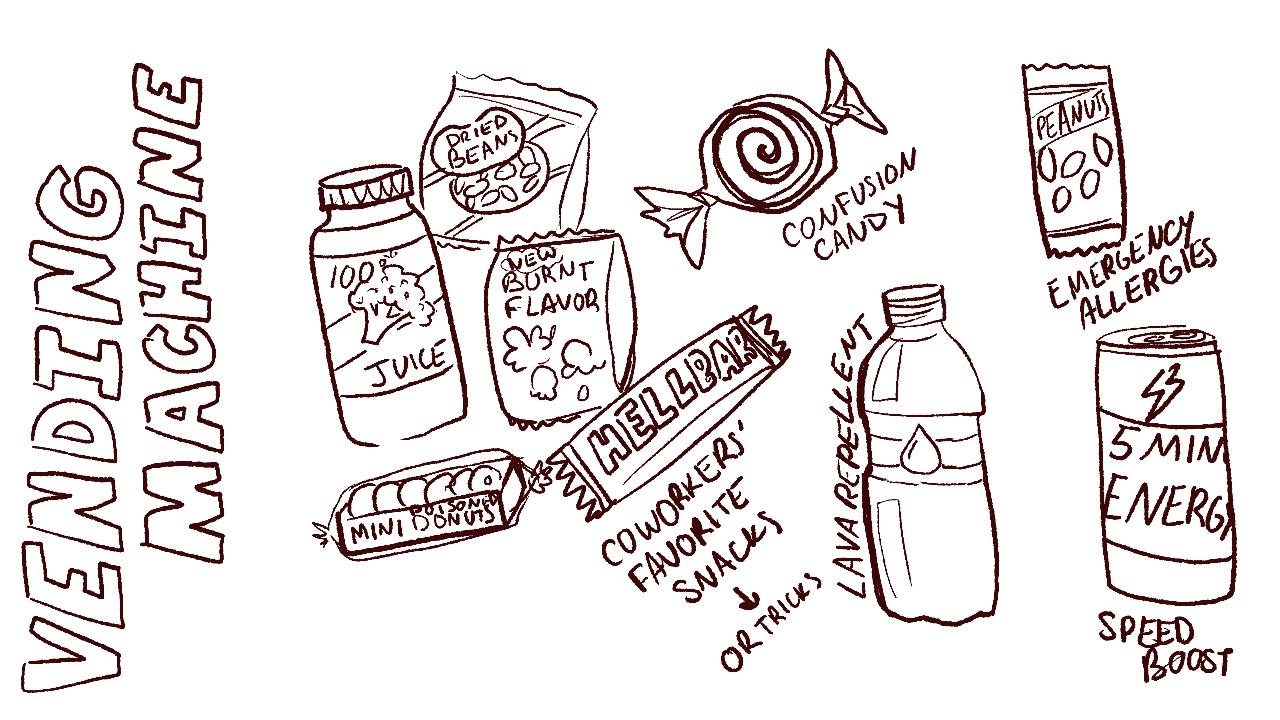 VENDING
MACHINE
DRIED
BEANS
100%
JUICE
NEW
BURNT
FLAVOR
HELLBAR
POISONED
MINI DONUTS
COWORKERS'
FAVORITE
SNACKS
OR TRICKS
CONFUSION
CANDY
LAVA REPELLENT
PEANUTS
EMERGENCY
ALLERGIES
5 MIN
ENERGY
SPEED
BOOST